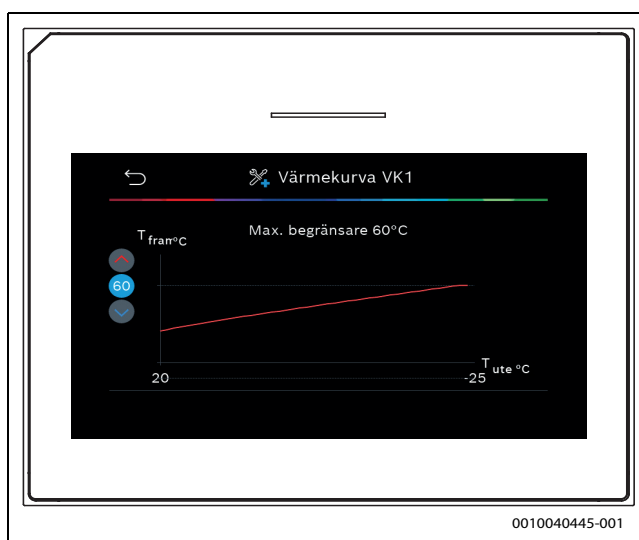 Värmekurva VK1
Max. begränsare 60°C
T fram°C
60
20
-25
T ute °C
0010040445-001